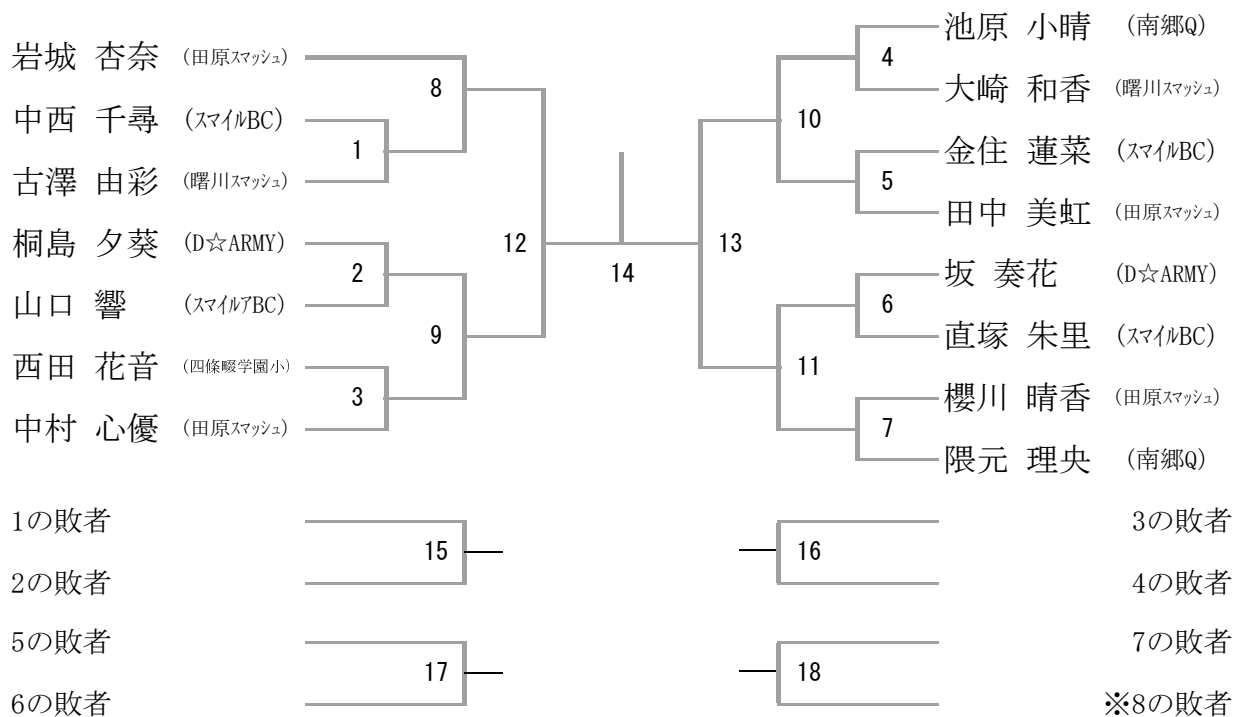 岩城 杏奈 (田原スマッシュ)
中西 千尋 (スマイルBC)
古澤 由彩 (曙川スマッシュ)
桐島 夕葵 (D☆ARMY)
山口 響 (スマイルアBC)
西田 花音 (四條畷学園小)
中村 心優 (田原スマッシュ)
8
1
2
9
3
12
14
13
10
4
5
11
6
7
池原 小晴 (南郷Q)
大崎 和香 (曙川スマッシュ)
金住 蓮菜 (スマイルBC)
田中 美虹 (田原スマッシュ)
坂 奏花 (D☆ARMY)
直塚 朱里 (スマイルBC)
櫻川 晴香 (田原スマッシュ)
隈元 理央 (南郷Q)
1の敗者
15
2の敗者
3の敗者
16
4の敗者
5の敗者
17
6の敗者
7の敗者
18
※8の敗者